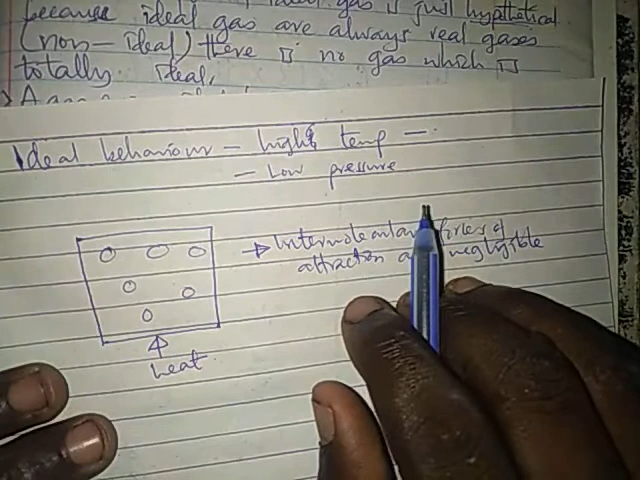 because ideal gas is just hypothetical
(non-ideal) there is no gas which is
gas are always real gases
totally ideal,
Ideal behaviour - high temp -
- Low pressure
→ Intermolecular forces of
attraction are negligible
heat